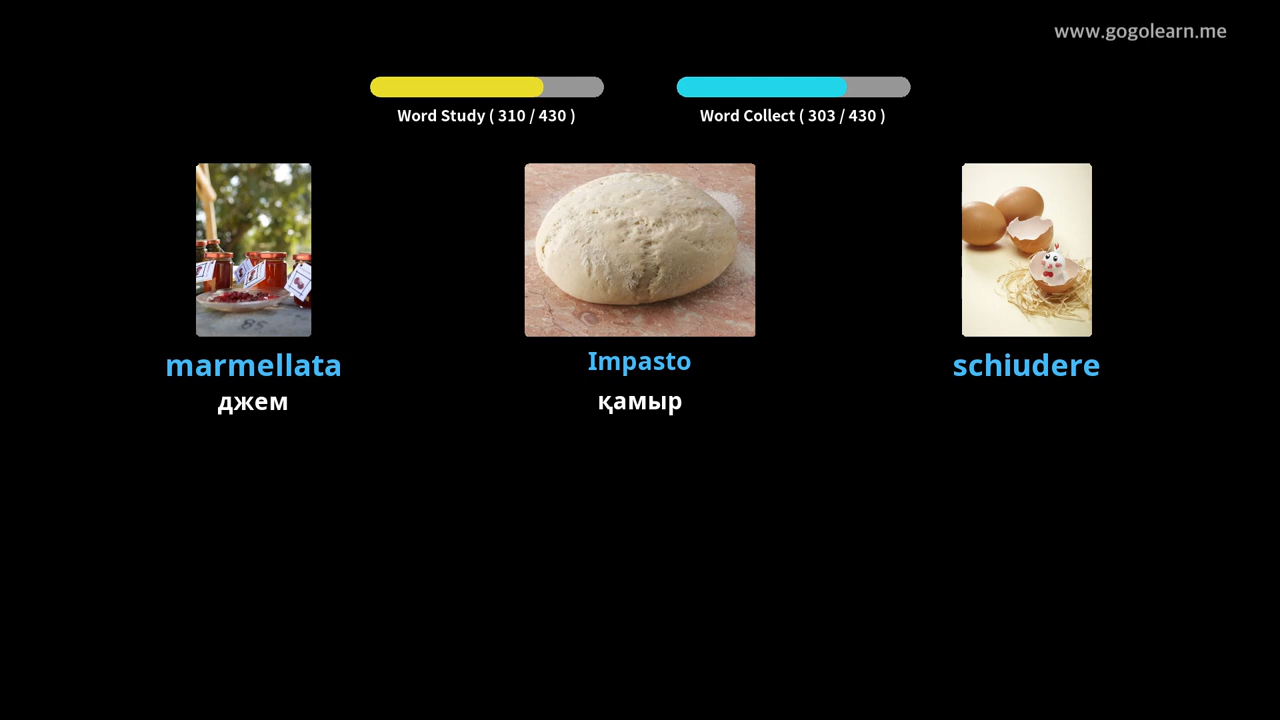 www.gogolearn.me
Word Study ( 310 / 430 )
Word Collect ( 303 / 430 )
marmellata
джем
Impasto
қамыр
schiudere